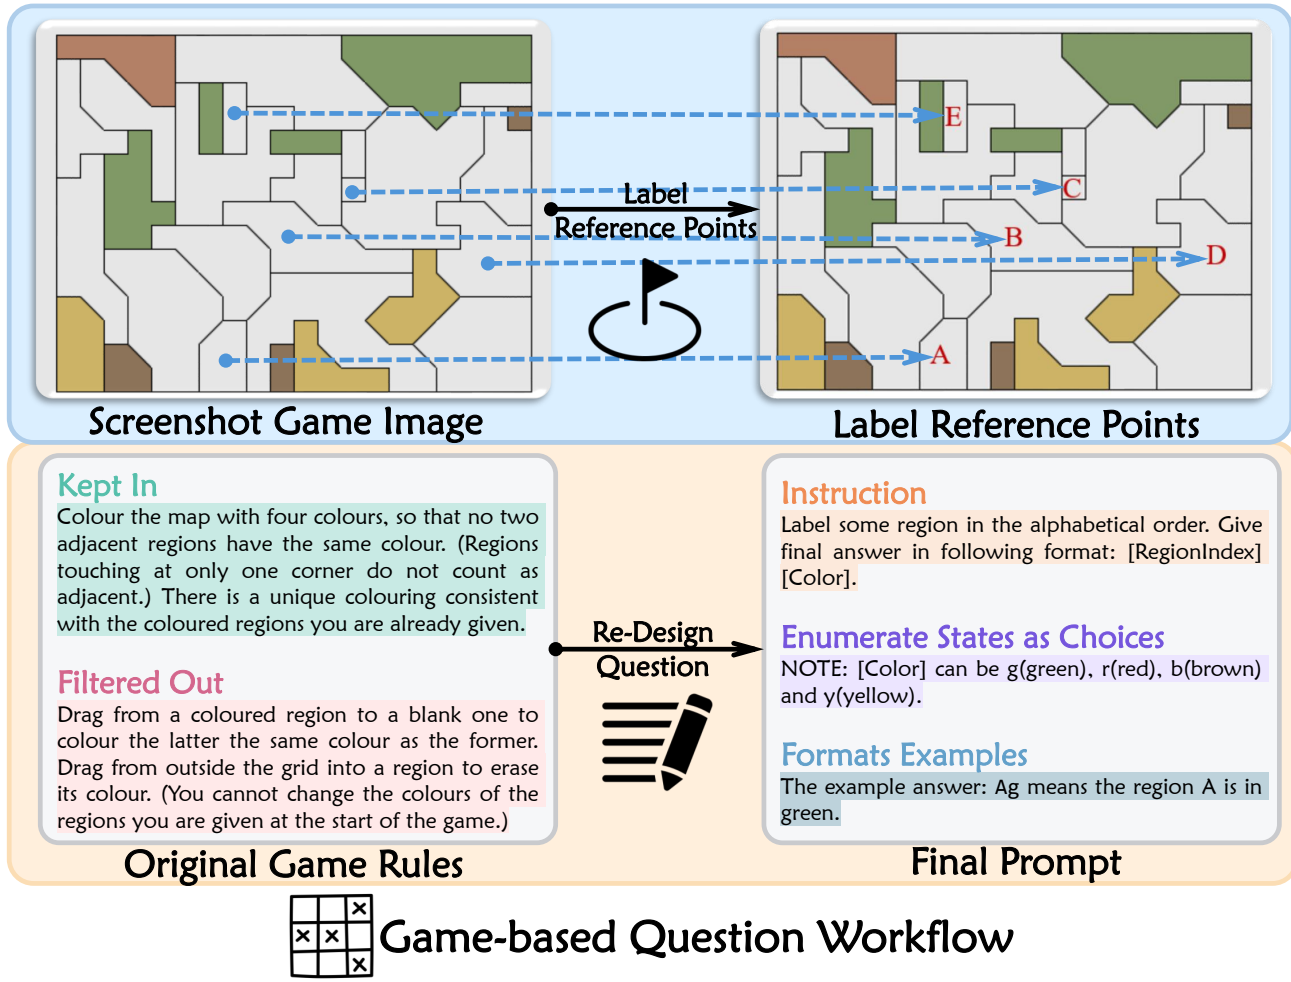 E
C
B
D
A
Label
Reference Points
Screenshot Game Image
Label Reference Points
Kept In
Colour the map with four colours, so that no two
adjacent regions have the same colour. (Regions
touching at only one corner do not count as
adjacent.) There is a unique colouring consistent
with the coloured regions you are already given.
Filtered Out
Drag from a coloured region to a blank one to
colour the latter the same colour as the former.
Drag from outside the grid into a region to erase
its colour. (You cannot change the colours of the
regions you are given at the start of the game.)
Original Game Rules
Re-Design
Question
Instruction
Label some region in the alphabetical order. Give
final answer in following format: [RegionIndex]
[Color].
Enumerate States as Choices
NOTE: [Color] can be g(green), r(red), b(brown)
and y(yellow).
Formats Examples
The example answer: Ag means the region A is in
green.
Final Prompt
Game-based Question Workflow